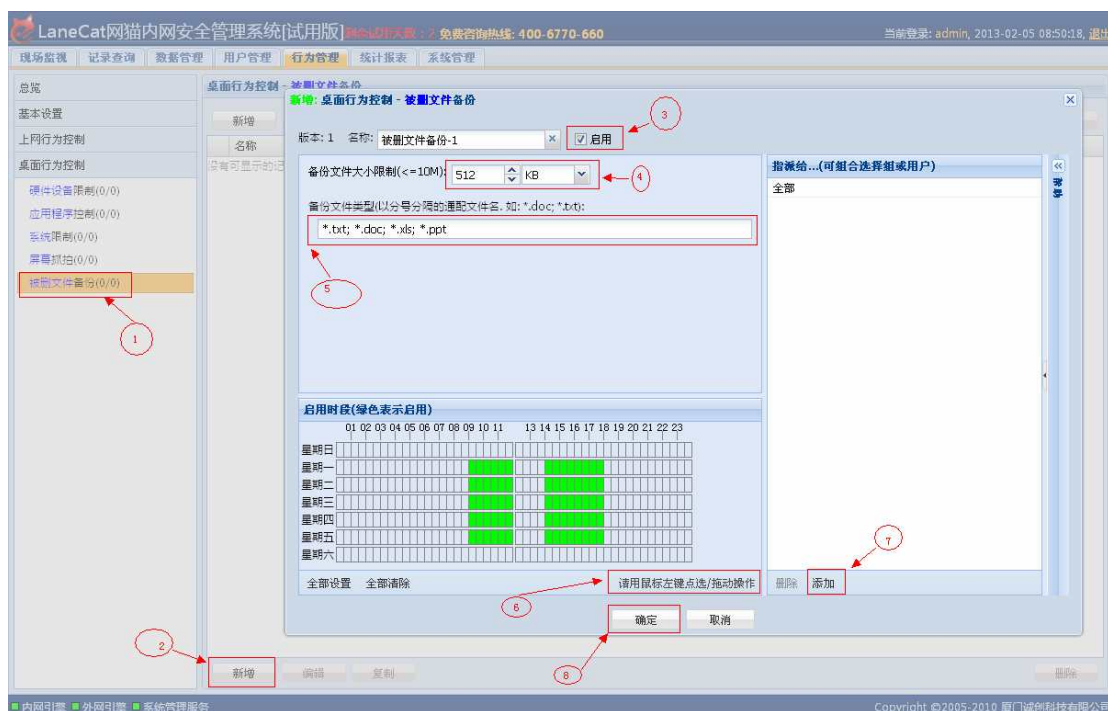 LaneCat网猫内网安全管理系统[试用版] 免费咨询热线: 400-6770-660 当前登录: admin, 2013-02-05 08:50:18, 退出
现场监视 记录查询 数据管理 用户管理 行为管理 统计报表 系统管理
总览
基本设置
上网行为控制
桌面行为控制
硬件设备限制(0/0)
应用程序控制(0/0)
系统限制(0/0)
屏幕抓拍(0/0)
被删文件备份(0/0)
1
桌面行为控制 - 被删文件备份
新增
名称
没有可显示的记
新增: 桌面行为控制 - 被删文件备份
版本: 1 名称: 被删文件备份-1 启用
3
备份文件大小限制(<=10M): 512 KB
4
备份文件类型(以分号分隔的通配文件名. 如: *.doc; *.txt):
*.txt; *.doc; *.xls; *.ppt
5
指派给...(可组合选择组或用户)
全部
启用时段(绿色表示启用)
01 02 03 04 05 06 07 08 09 10 11 13 14 15 16 17 18 19 20 21 22 23
星期日
星期一
星期二
星期三
星期四
星期五
星期六
全部设置 全部清除 请用鼠标左键点选/拖动操作
6
删除 添加
7
确定 取消
8
2
新增 编辑 复制 删除
内网引擎 外网引擎 系统管理服务 Copyright ©2005-2010 厦门诚创科技有限公司